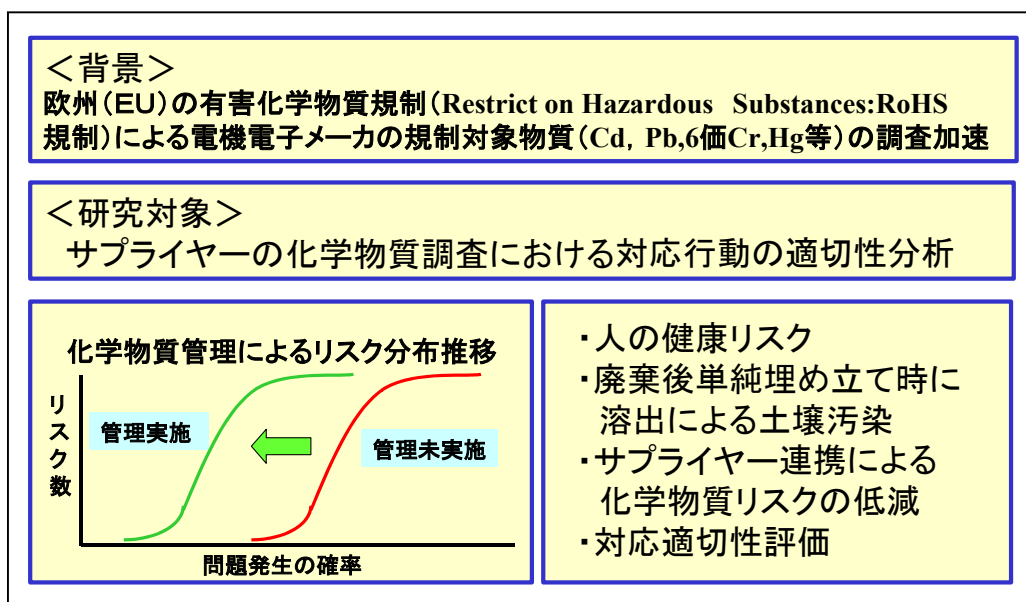 ＜背景＞
欧州（ＥＵ）の有害化学物質規制（Restrict on Hazardous Substances:RoHS
規制）による電機電子メーカの規制対象物質（Cd，Pb,6価Cr,Hg等）の調査加速
＜研究対象＞
サプライヤーの化学物質調査における対応行動の適切性分析
化学物質管理によるリスク分布推移
リスク数
管理実施
管理未実施
問題発生の確率
・人の健康リスク
・廃棄後単純埋め立て時に
溶出による土壌汚染
・サプライヤー連携による
化学物質リスクの低減
・対応適切性評価